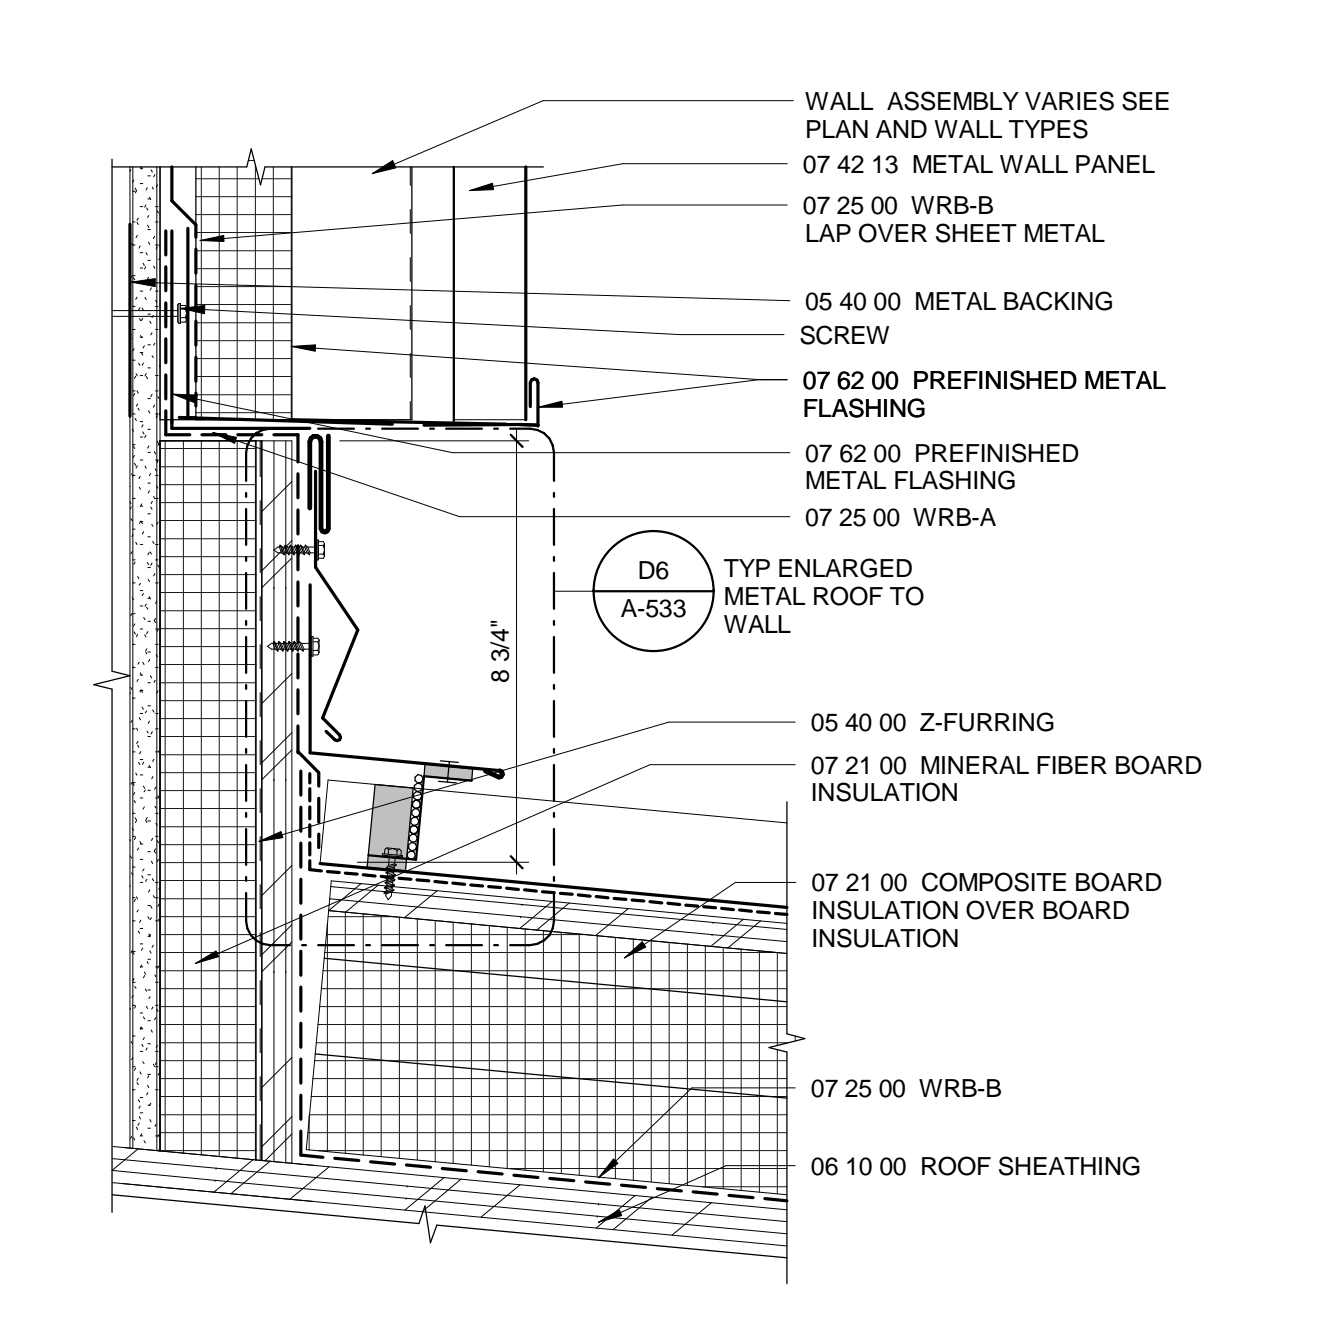 WALL ASSEMBLY VARIES SEE
PLAN AND WALL TYPES
07 42 13 METAL WALL PANEL
07 25 00 WRB-B
LAP OVER SHEET METAL
05 40 00 METAL BACKING
SCREW
07 62 00 PREFINISHED METAL
FLASHING
07 62 00 PREFINISHED
METAL FLASHING
07 25 00 WRB-A
D6
A-533
TYP ENLARGED
METAL ROOF TO
WALL
8 3/4"
05 40 00 Z-FURRING
07 21 00 MINERAL FIBER BOARD
INSULATION
07 21 00 COMPOSITE BOARD
INSULATION OVER BOARD
INSULATION
07 25 00 WRB-B
06 10 00 ROOF SHEATHING